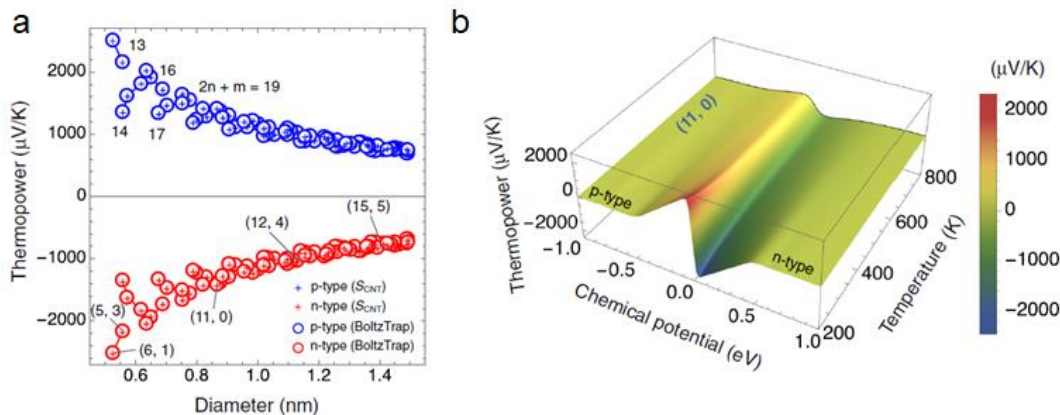 a
Thermopower (μV/K)
2000
1000
0
−1000
−2000
13
16
2n + m = 19
14
17
(12, 4)
(15, 5)
(5, 3)
(11, 0)
(6, 1)
p-type (SCNT)
n-type (SCNT)
p-type (BoltzTrap)
n-type (BoltzTrap)
0.6 0.8 1.0 1.2 1.4
Diameter (nm)
b
Thermopower (μV/K)
2000
0
−2000
(11, 0)
p-type
n-type
−1.0 −0.5 0.0 0.5 1.0
Chemical potential (eV)
200 400 600 800
Temperature (K)
(μV/K)
2000
1000
0
−1000
−2000